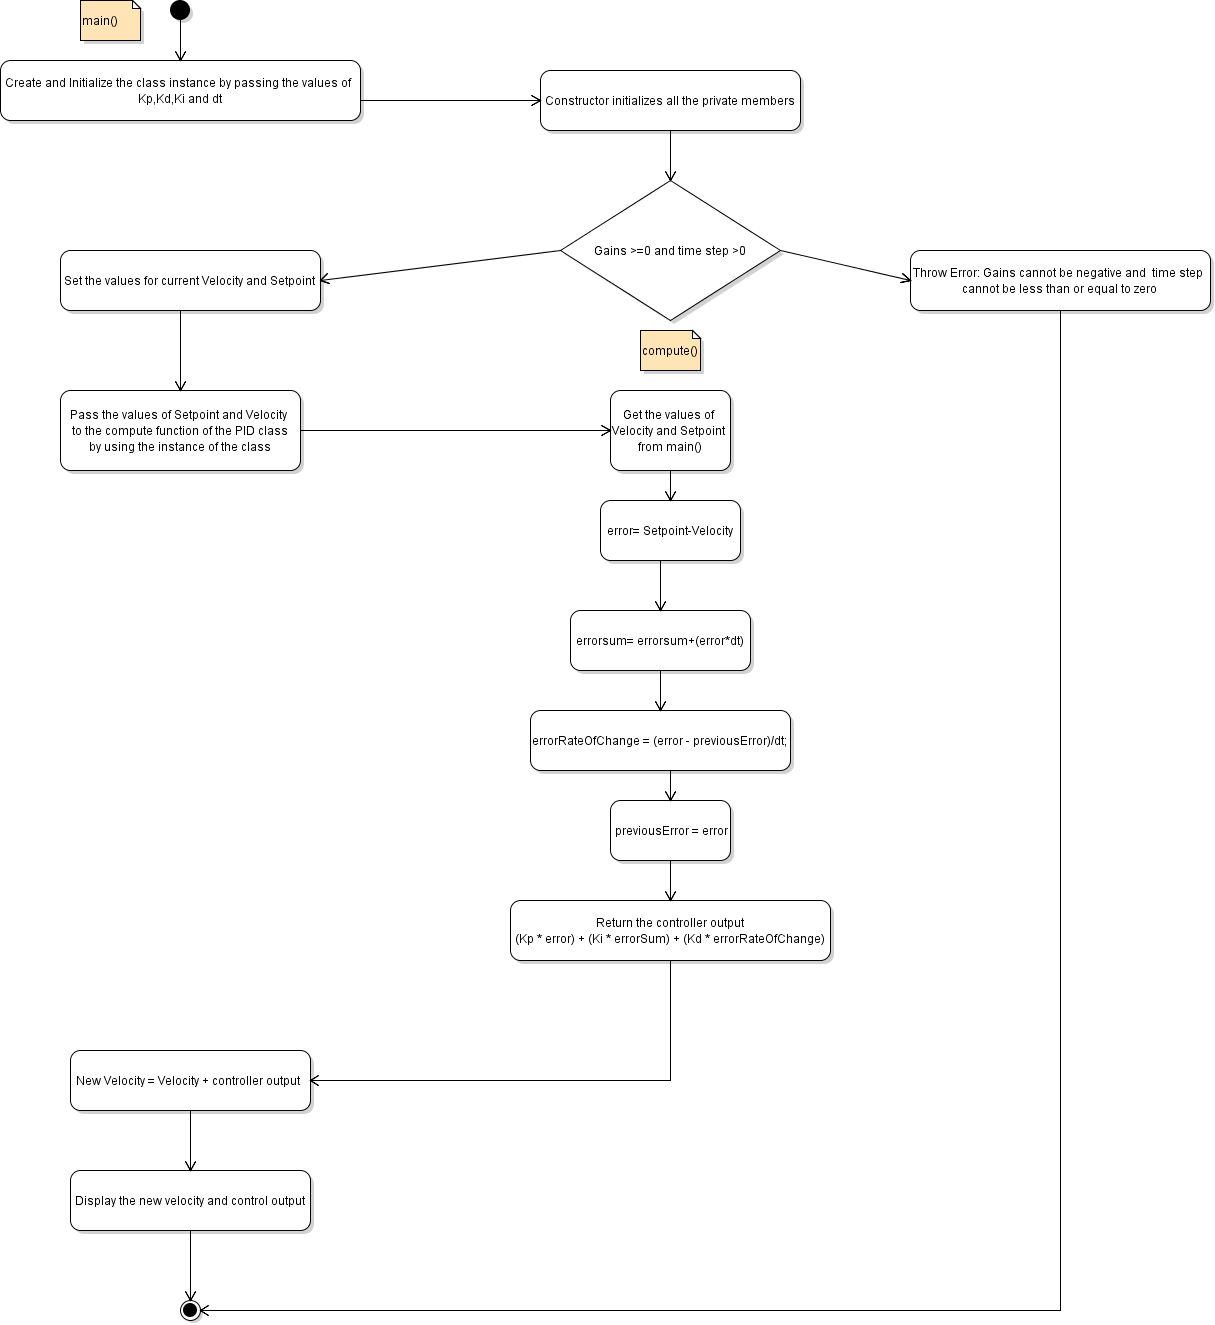 main()
Create and Initialize the class instance by passing the values of
Kp,Kd,Ki and dt
Constructor initializes all the private members
Gains >=0 and time step >0
Set the values for current Velocity and Setpoint
Throw Error: Gains cannot be negative and  time step
cannot be less than or equal to zero
compute()
Pass the values of Setpoint and Velocity
to the compute function of the PID class
by using the instance of the class
Get the values of
Velocity and Setpoint
from main()
error= Setpoint-Velocity
errorsum= errorsum+(error*dt)
errorRateOfChange = (error - previousError)/dt;
previousError = error
Return the controller output
(Kp * error) + (Ki * errorSum) + (Kd * errorRateOfChange)
New Velocity = Velocity + controller output
Display the new velocity and control output